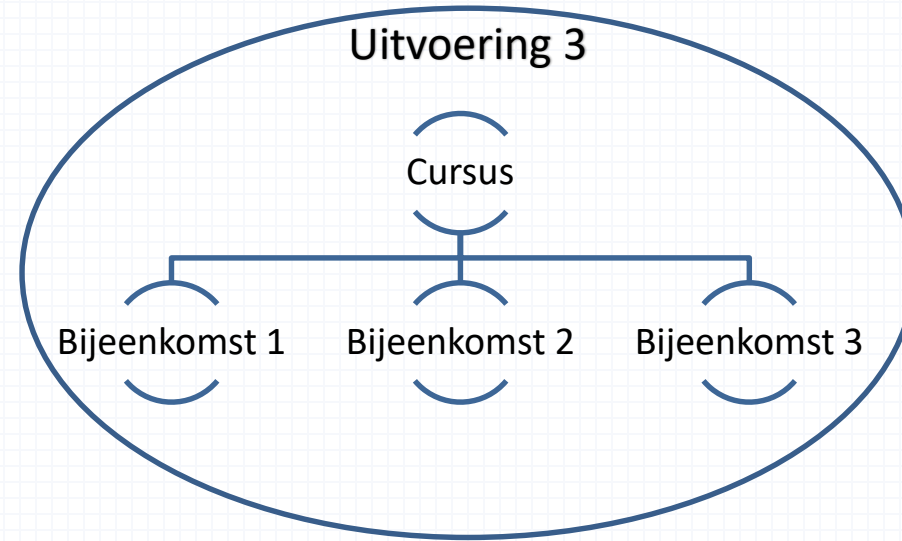 Uitvoering 3
Cursus
Bijeenkomst 1
Bijeenkomst 2
Bijeenkomst 3